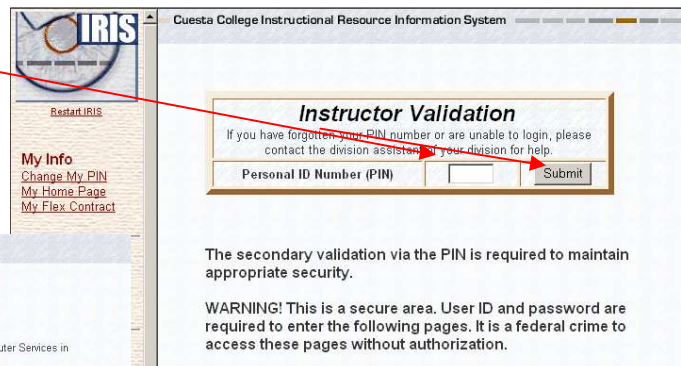 IRIS
Cuesta College Instructional Resource Information System
Restart IRIS
My Info
Change My PIN
My Home Page
My Flex Contract
Instructor Validation
If you have forgotten your PIN number or are unable to login, please
contact the division assistant of your division for help.
Personal ID Number (PIN)
Submit
The secondary validation via the PIN is required to maintain
appropriate security.
WARNING! This is a secure area. User ID and password are
required to enter the following pages. It is a federal crime to
access these pages without authorization.
uter Services in